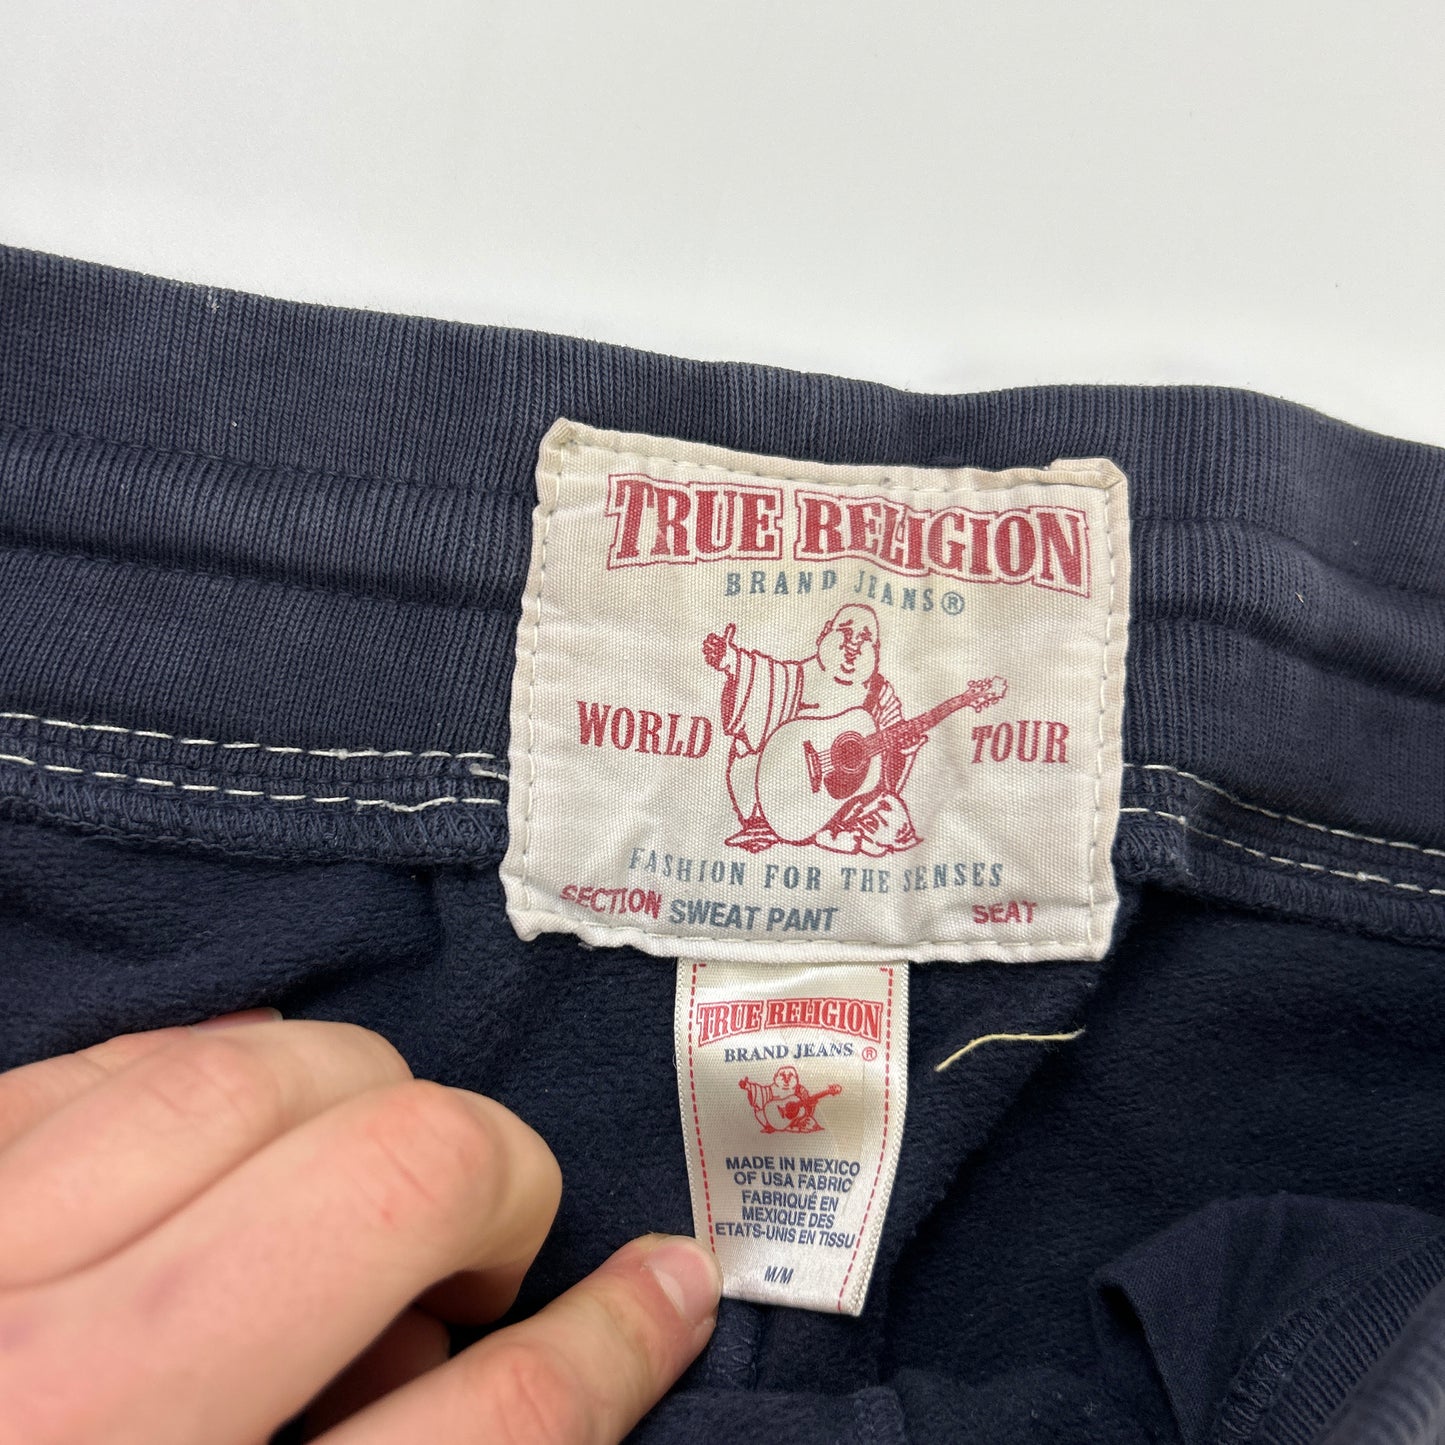 TRUE RELIGION
BRAND JEANS®
WORLD TOUR
FASHION FOR THE SENSES
SECTION SWEAT PANT SEAT
TRUE RELIGION
BRAND JEANS ®
MADE IN MEXICO
OF USA FABRIC
FABRIQUÉ EN
MEXIQUE DES
ETATS-UNIS EN TISSU
M/M